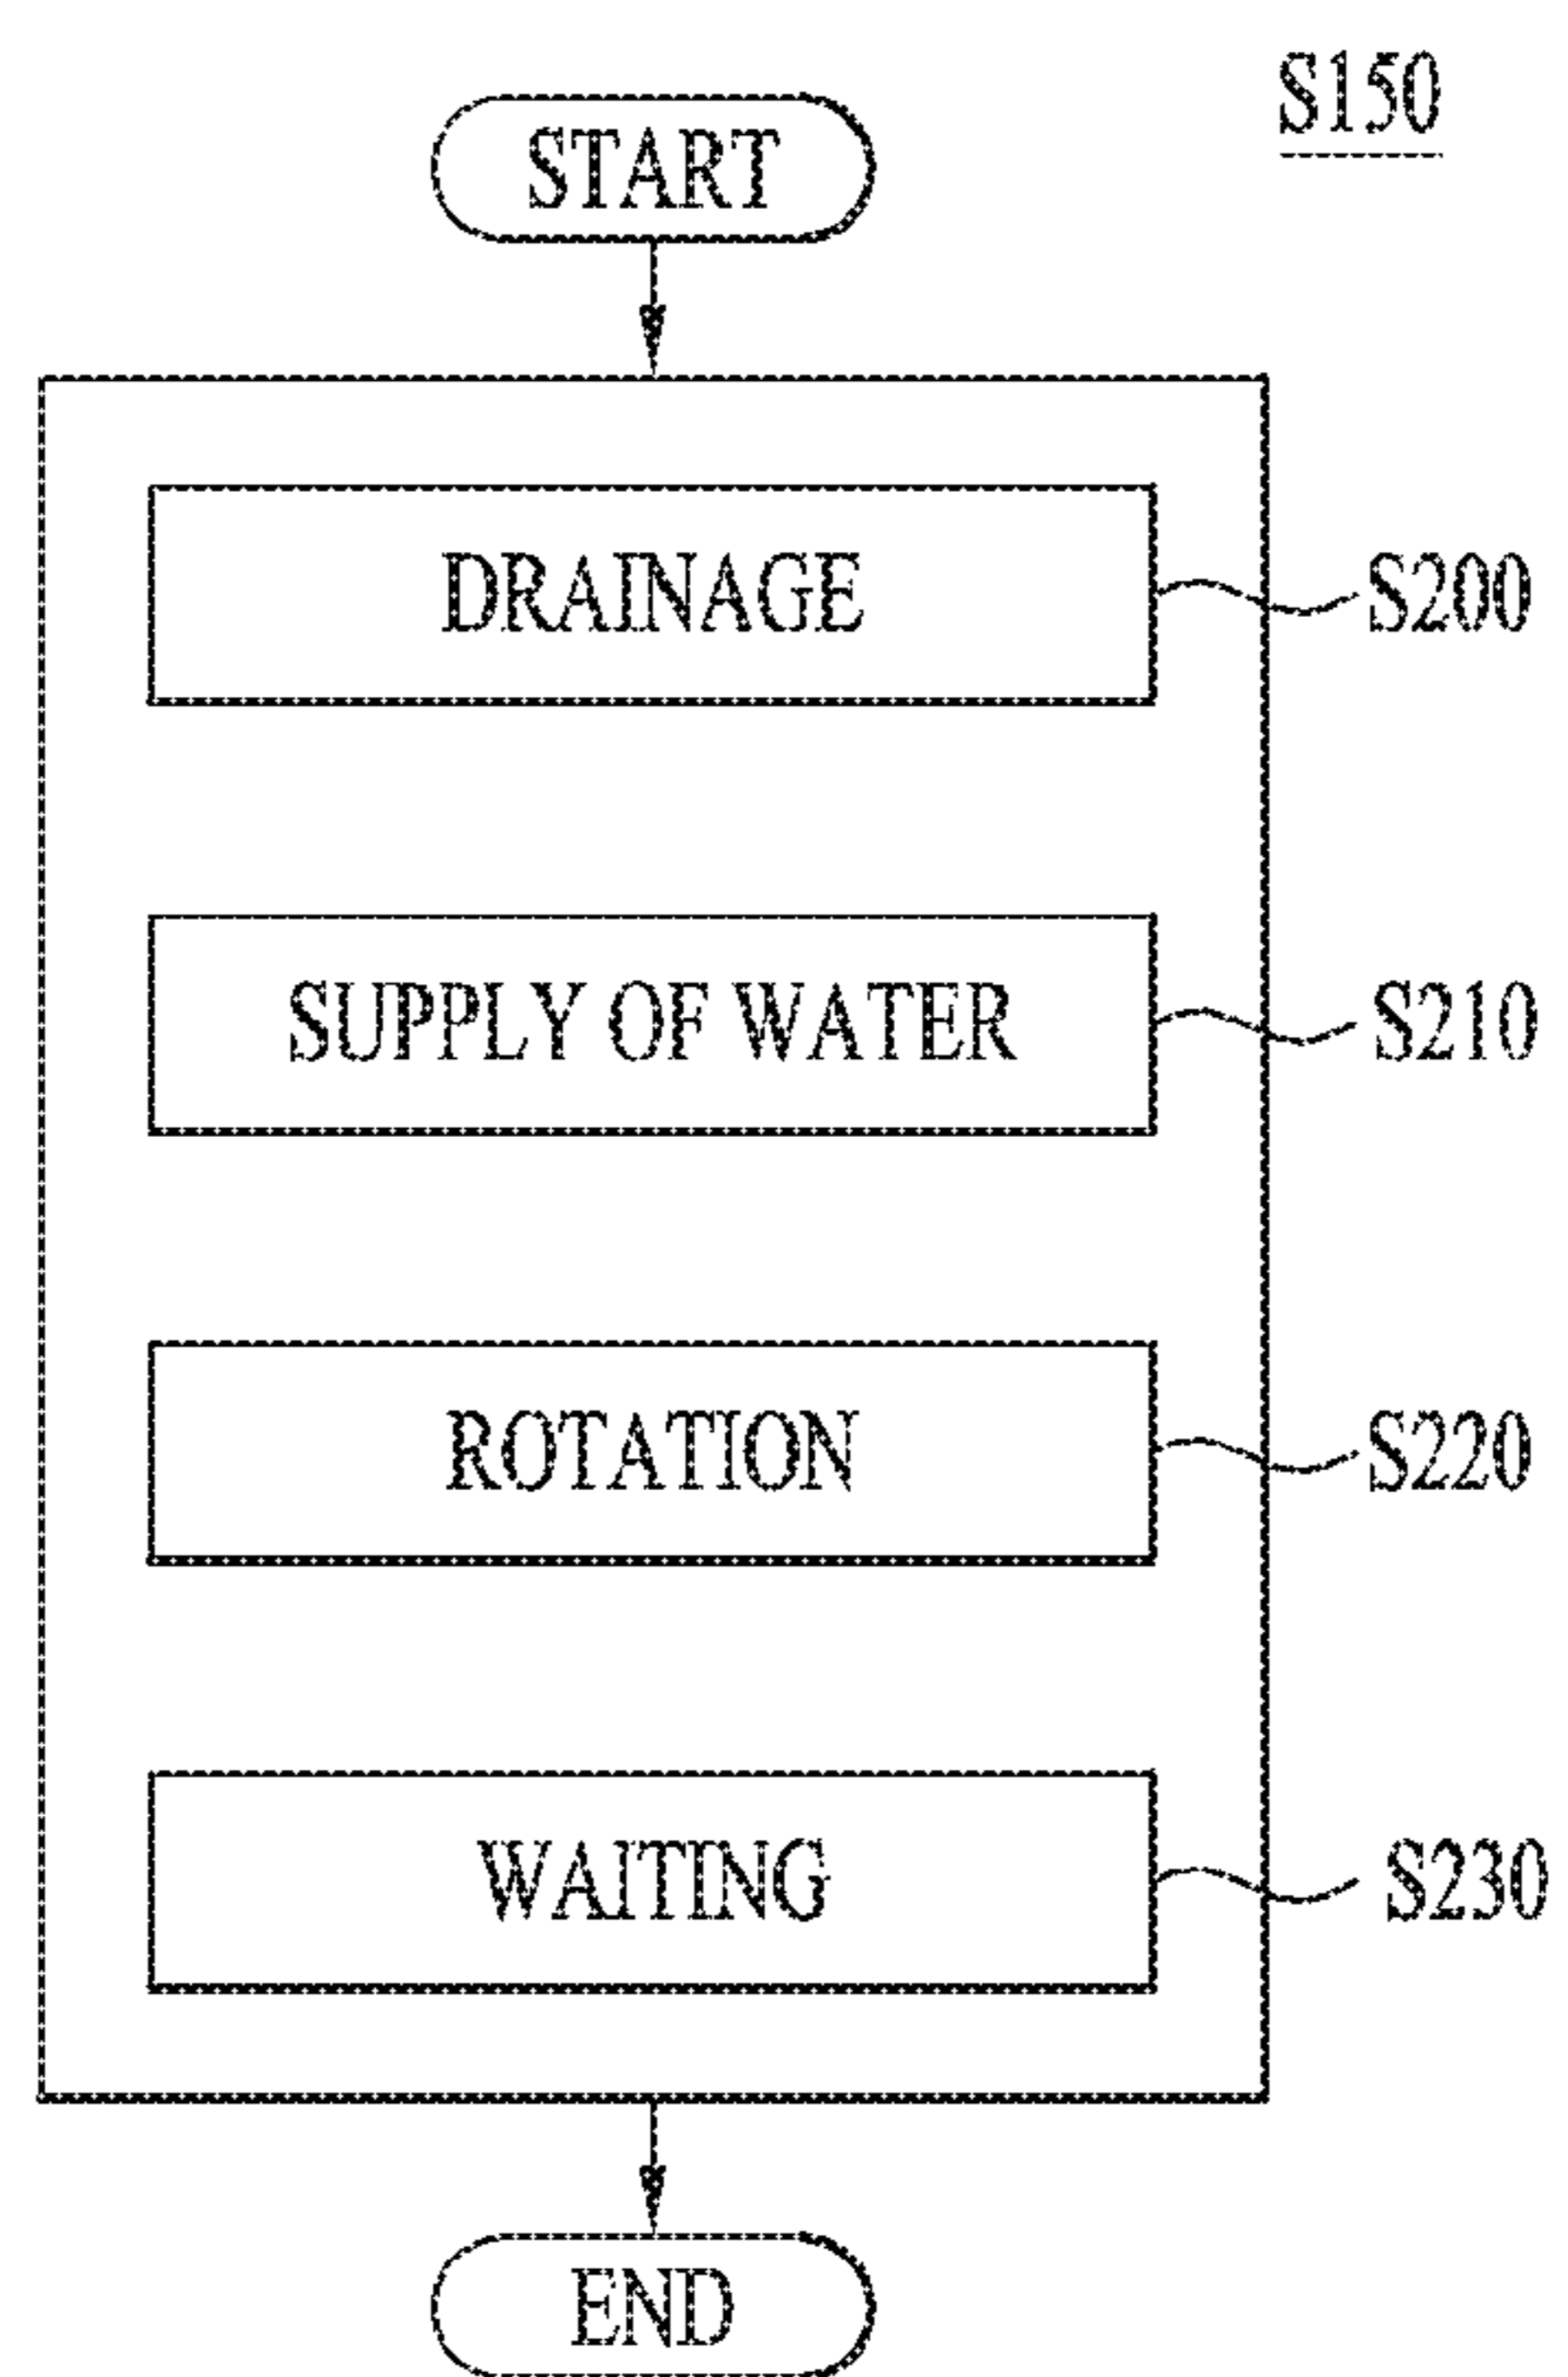 S150
START
DRAINAGE
S200
SUPPLY OF WATER
S210
ROTATION
S220
WAITING
S230
END